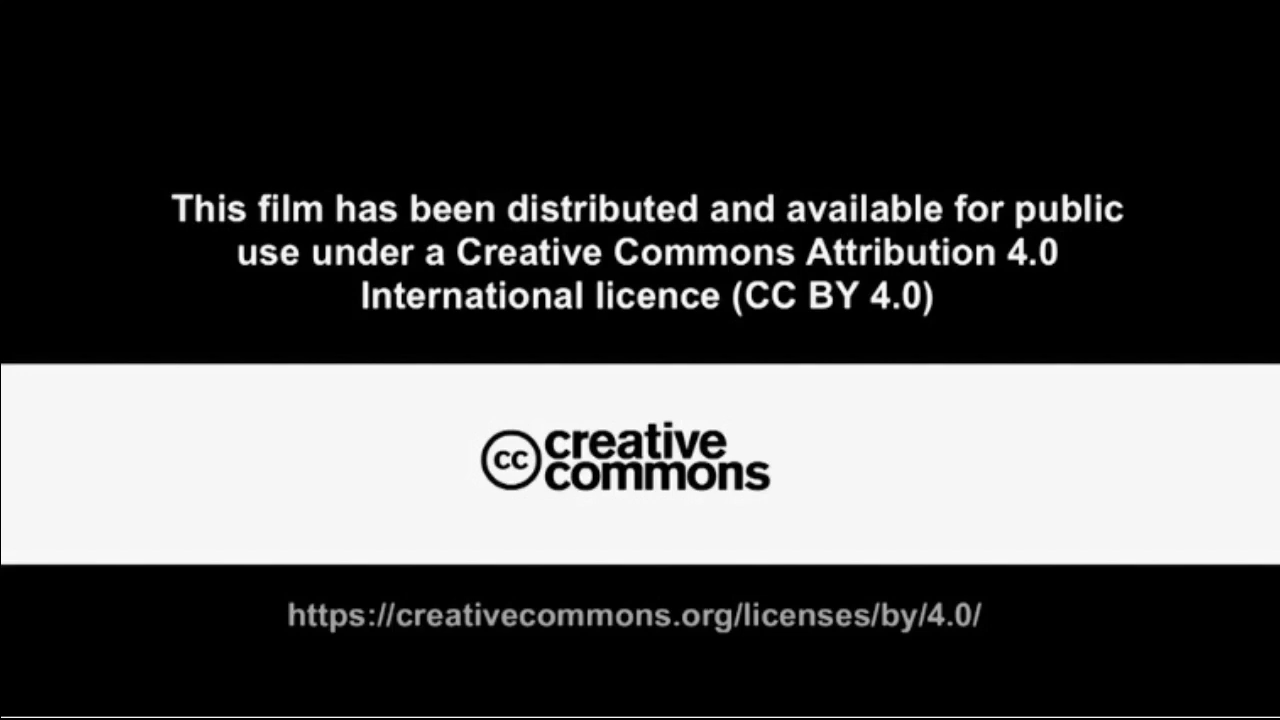 This film has been distributed and available for public
use under a Creative Commons Attribution 4.0
International licence (CC BY 4.0)
cc creative
commons
https://creativecommons.org/licenses/by/4.0/